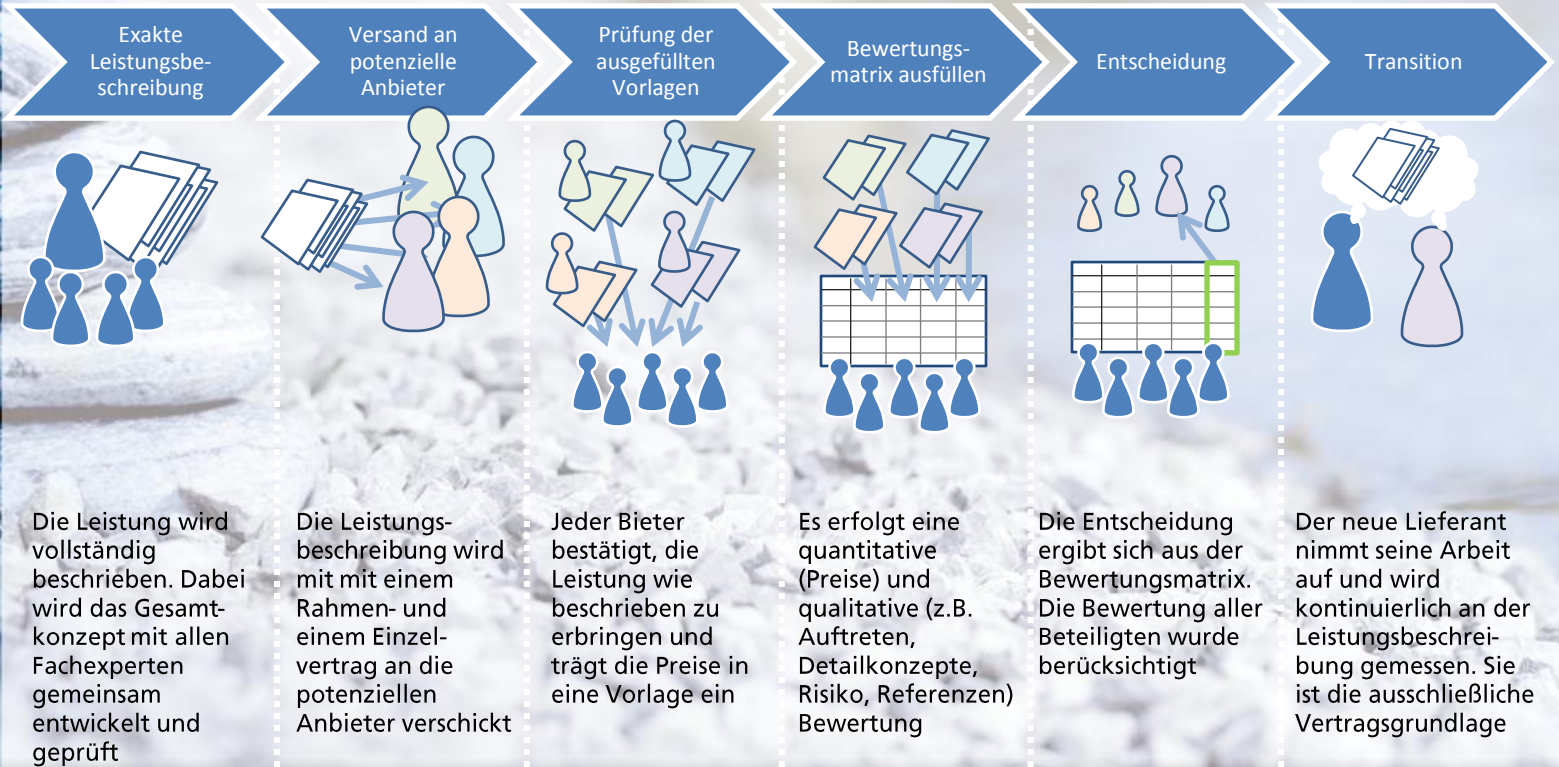 Exakte
Leistungsbe-
schreibung
Versand an
potenzielle
Anbieter
Prüfung der
ausgefüllten
Vorlagen
Bewertungs-
matrix ausfüllen
Entscheidung
Transition
Die Leistung wird
vollständig
beschrieben. Dabei
wird das Gesamt-
konzept mit allen
Fachexperten
gemeinsam
entwickelt und
geprüft
Die Leistungs-
beschreibung wird
mit mit einem
Rahmen- und
einem Einzel-
vertrag an die
potenziellen
Anbieter verschickt
Jeder Bieter
bestätigt, die
Leistung wie
beschrieben zu
erbringen und
trägt die Preise in
eine Vorlage ein
Es erfolgt eine
quantitative
(Preise) und
qualitative (z.B.
Auftreten,
Detailkonzepte,
Risiko, Referenzen)
Bewertung
Die Entscheidung
ergibt sich aus der
Bewertungsmatrix.
Die Bewertung aller
Beteiligten wurde
berücksichtigt
Der neue Lieferant
nimmt seine Arbeit
auf und wird
kontinuierlich an der
Leistungsbeschrei-
bung gemessen. Sie
ist die ausschließliche
Vertragsgrundlage